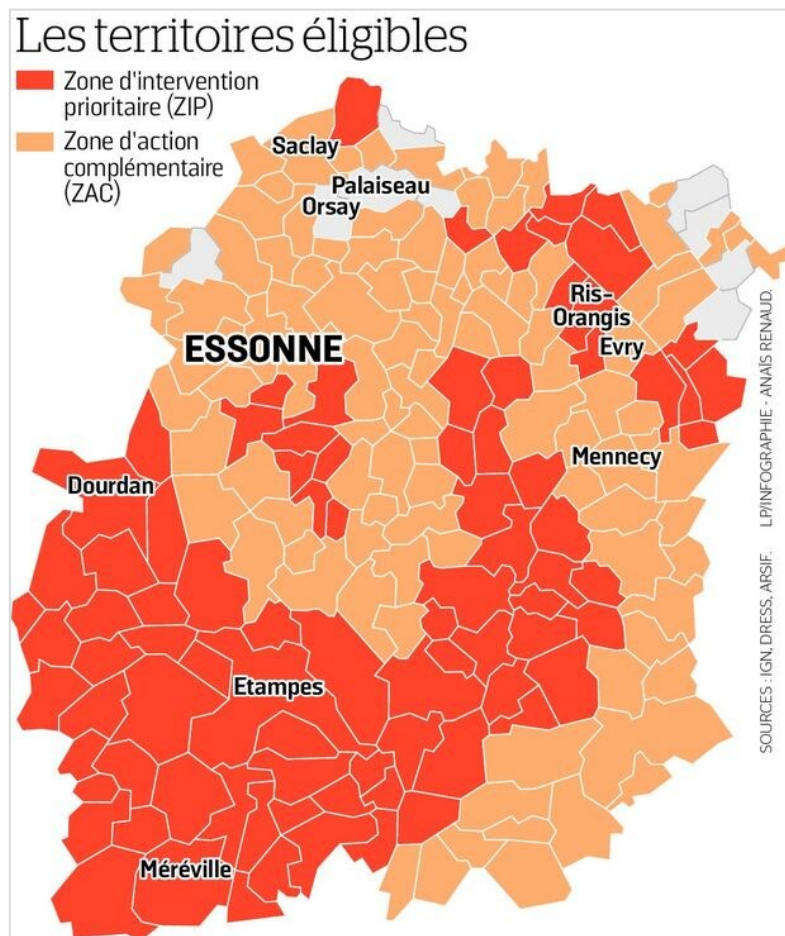 Les territoires éligibles
Zone d'intervention
prioritaire (ZIP)
Zone d'action
complémentaire
(ZAC)
Saclay
Palaiseau
Orsay
Ris-
Orangis
ESSONNE
Evry
Mennecy
Dourdan
Etampes
Méréville
SOURCES : IGN, DRESS, ARSIF. LP/INFOGRAPHIE - ANAÏS RENAUD.